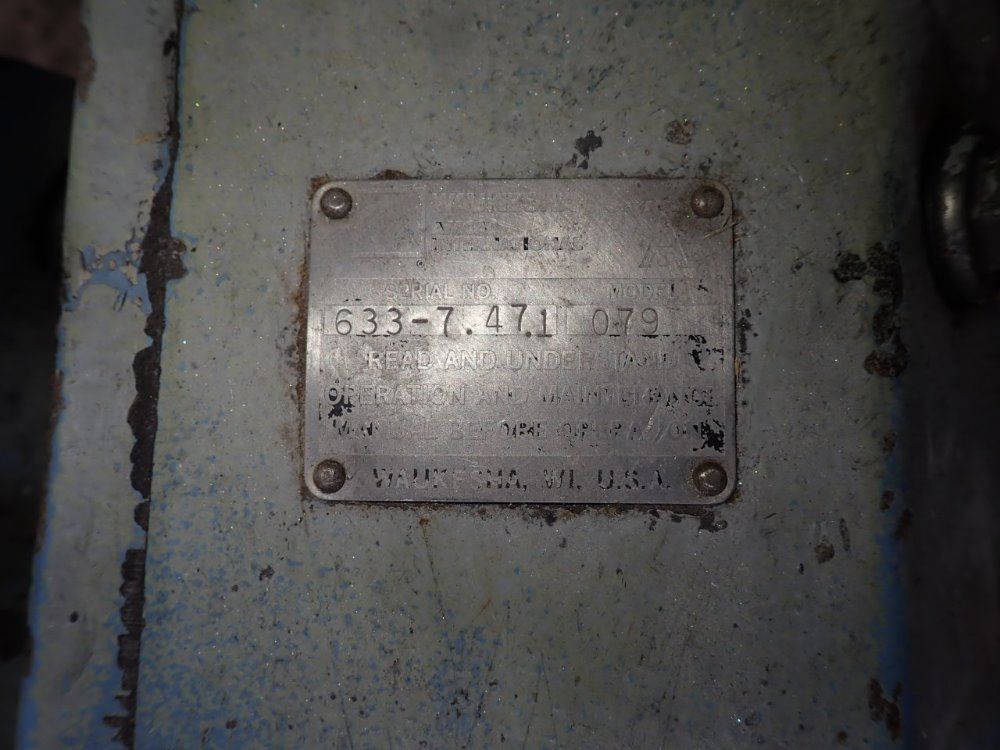 SERIAL NO. MODEL
633-7.47.1 079
READ AND UNDERSTAND
OPERATION AND MAINTENANCE
MANUAL BEFORE OPERATION
WAUKESHA, WI. U.S.A.